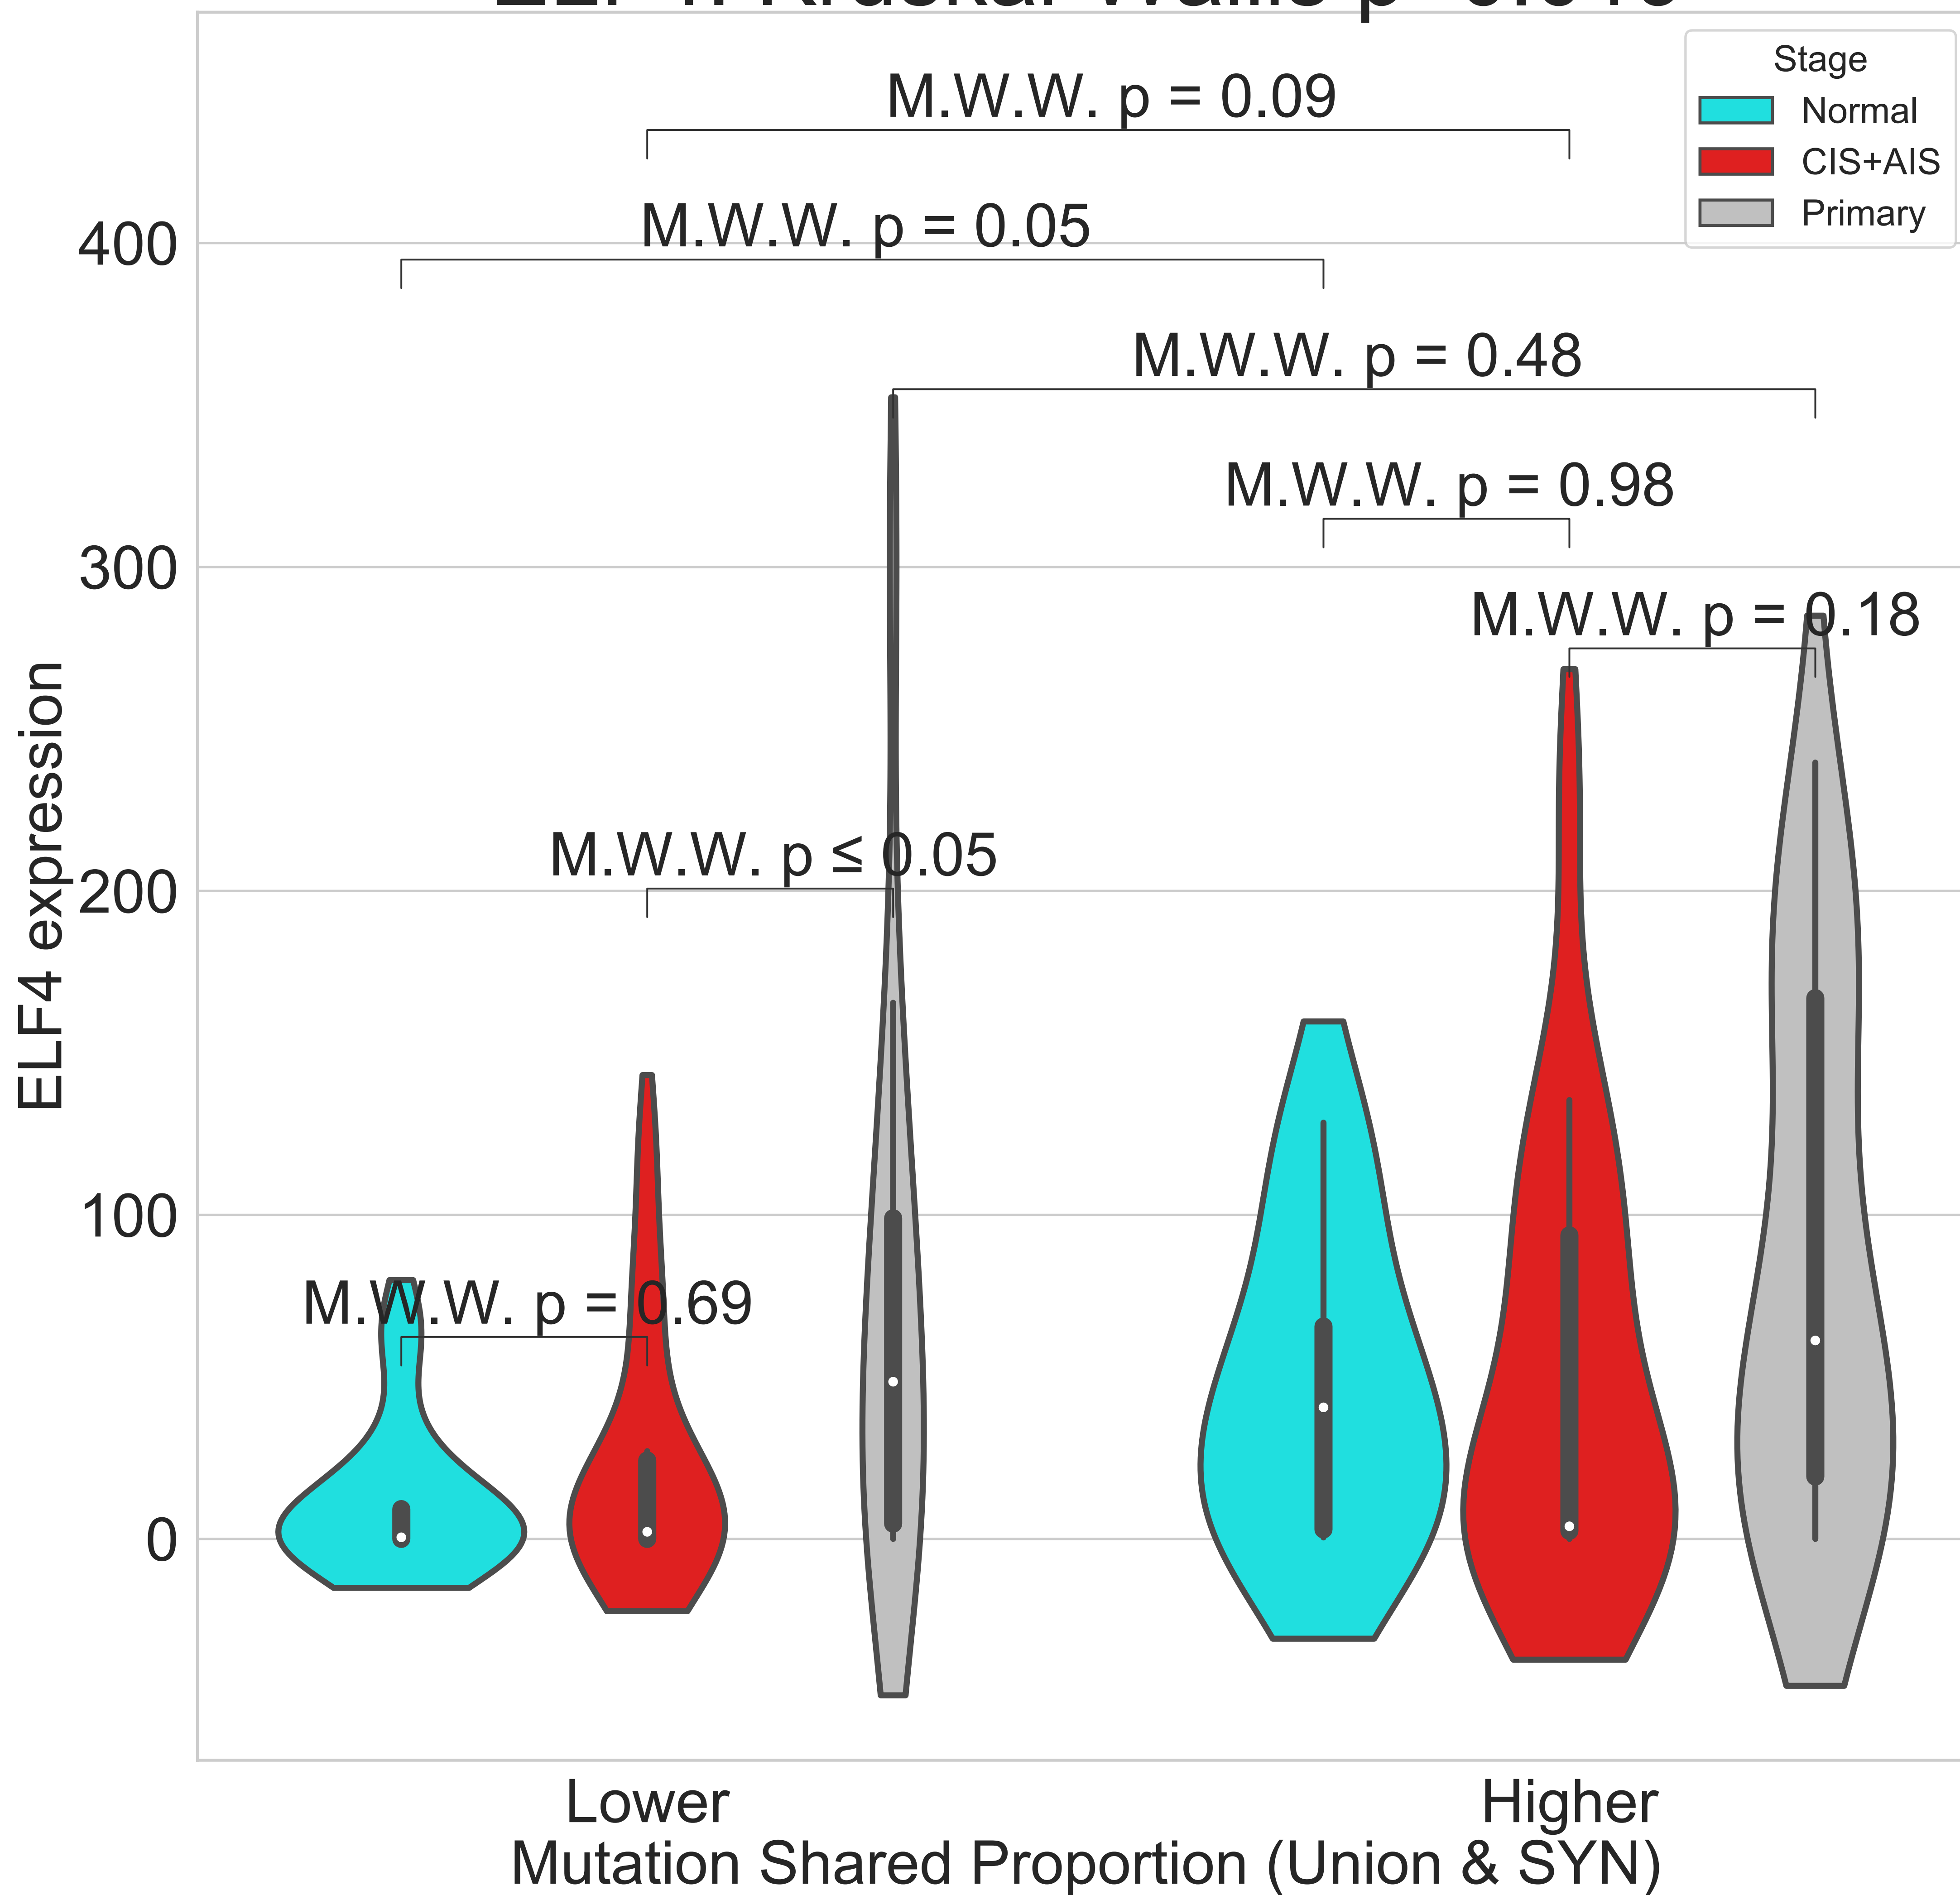 Stage
Normal
CIS+AIS
Primary
M.W.W. p = 0.09
M.W.W. p = 0.05
M.W.W. p = 0.48
M.W.W. p = 0.98
M.W.W. p = 0.18
M.W.W. p ≤ 0.05
M.W.W. p = 0.69
400
300
200
100
0
ELF4 expression
Lower
Higher
Mutation Shared Proportion (Union & SYN)